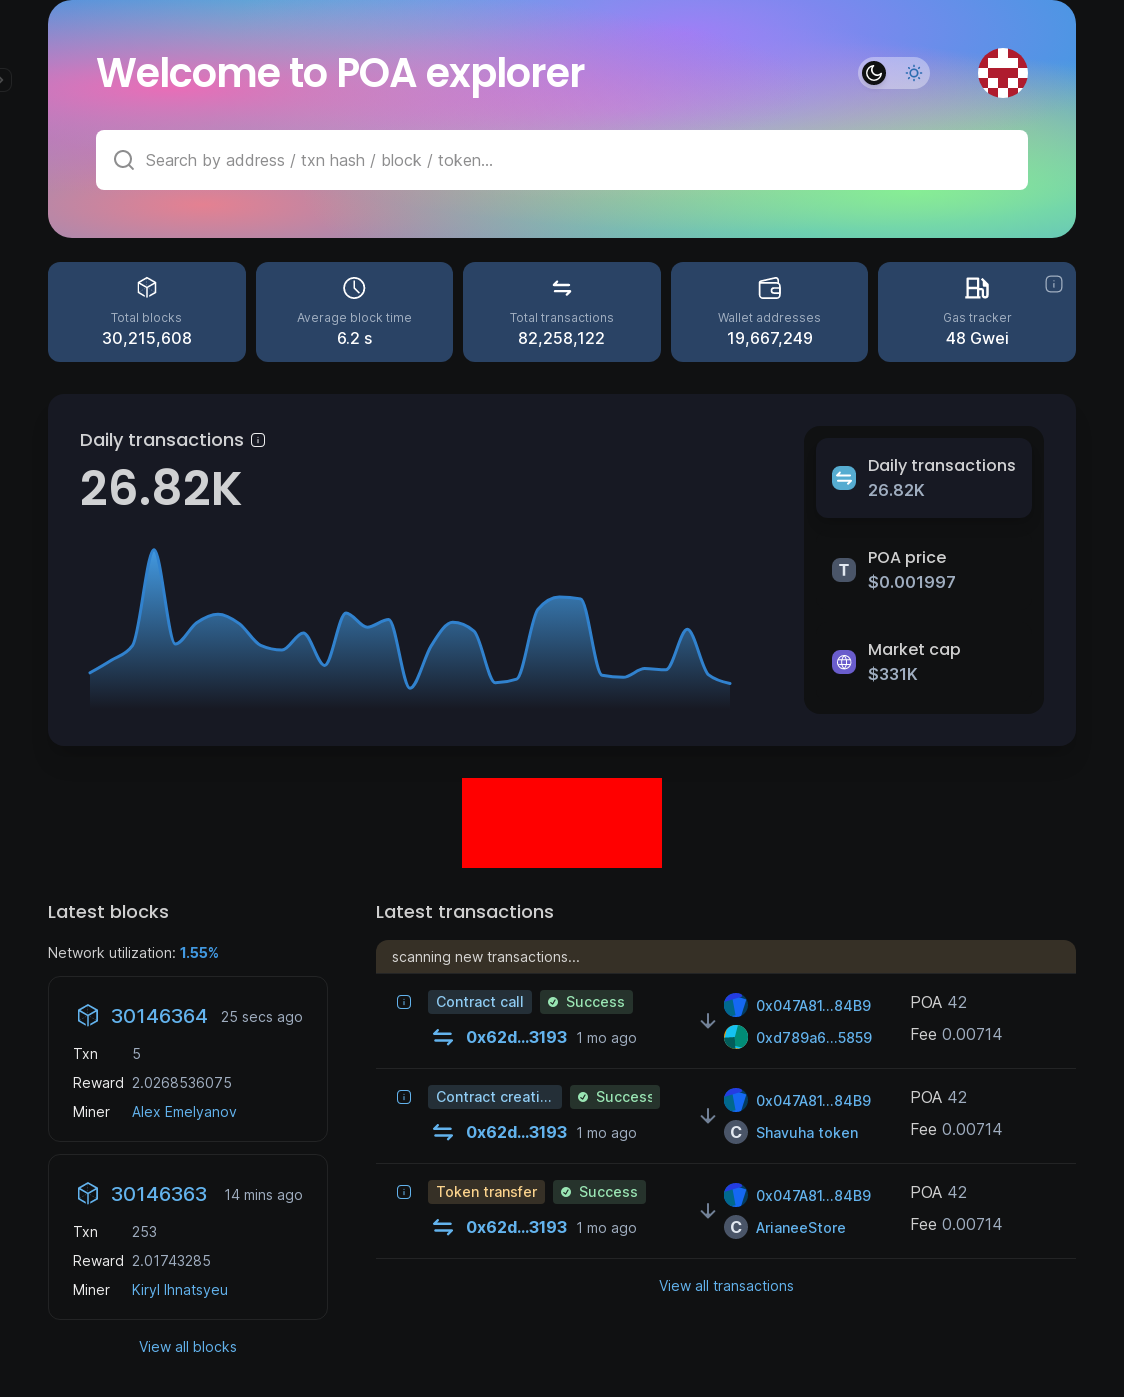 Welcome to POA explorer
Search by address / txn hash / block / token...
Total blocks
30,215,608
Average block time
6.2 s
Total transactions
82,258,122
Wallet addresses
19,667,249
Gas tracker
48 Gwei
Daily transactions
26.82K
Daily transactions
26.82K
T
POA price
$0.001997
Market cap
$331K
Latest blocks
Network utilization: 1.55%
30146364 25 secs ago
Txn 5
Reward 2.0268536075
Miner Alex Emelyanov
30146363 14 mins ago
Txn 253
Reward 2.01743285
Miner Kiryl Ihnatsyeu
View all blocks
Latest transactions
scanning new transactions...
Contract call Success
0x62d...3193 1 mo ago
0x047A81...84B9
0xd789a6...5859
POA 42
Fee 0.00714
Contract creati... Success
0x62d...3193 1 mo ago
0x047A81...84B9
C Shavuha token
POA 42
Fee 0.00714
Token transfer Success
0x62d...3193 1 mo ago
0x047A81...84B9
C ArianeeStore
POA 42
Fee 0.00714
View all transactions